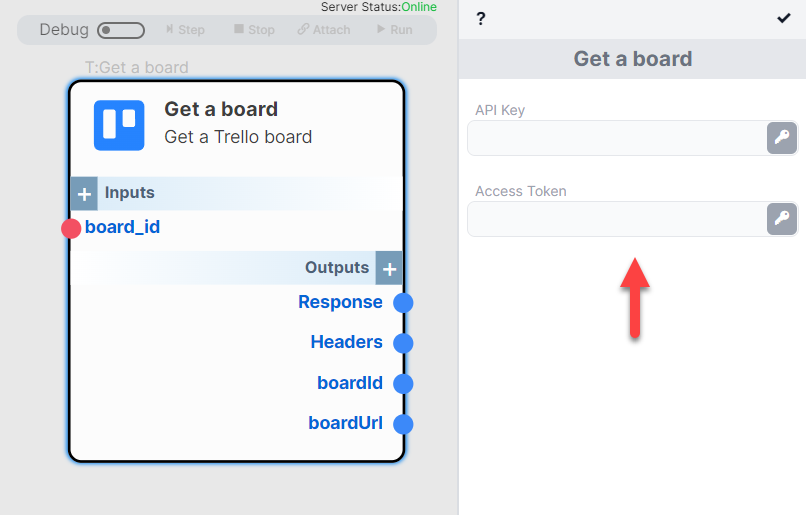 Server Status:Online
Debug Step Stop Attach Run
T:Get a board
Get a board
Get a Trello board
+ Inputs
board_id
Outputs +
Response
Headers
boardId
boardUrl
?
Get a board
API Key
Access Token